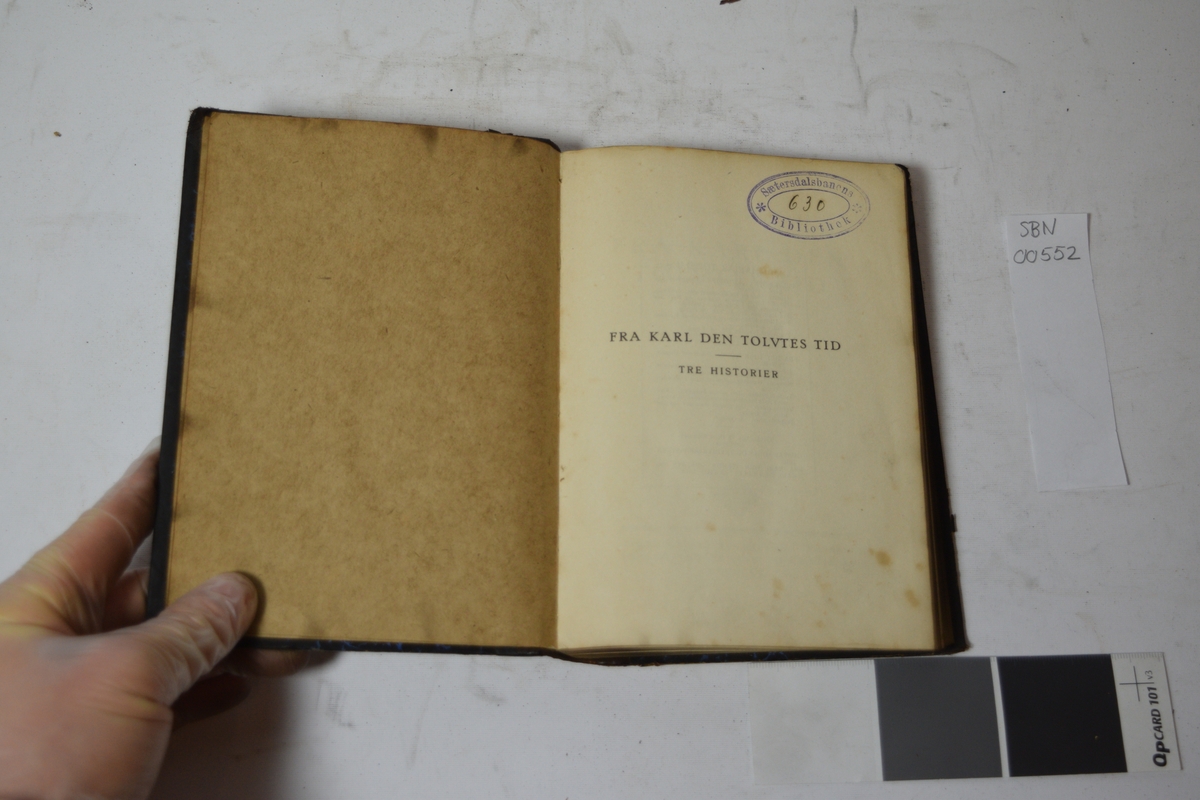 Sætersdalsbanens
630
Bibliothek
FRA KARL DEN TOLVTES TID
TRE HISTORIER
SBN
00552
QPCARD 101 v3